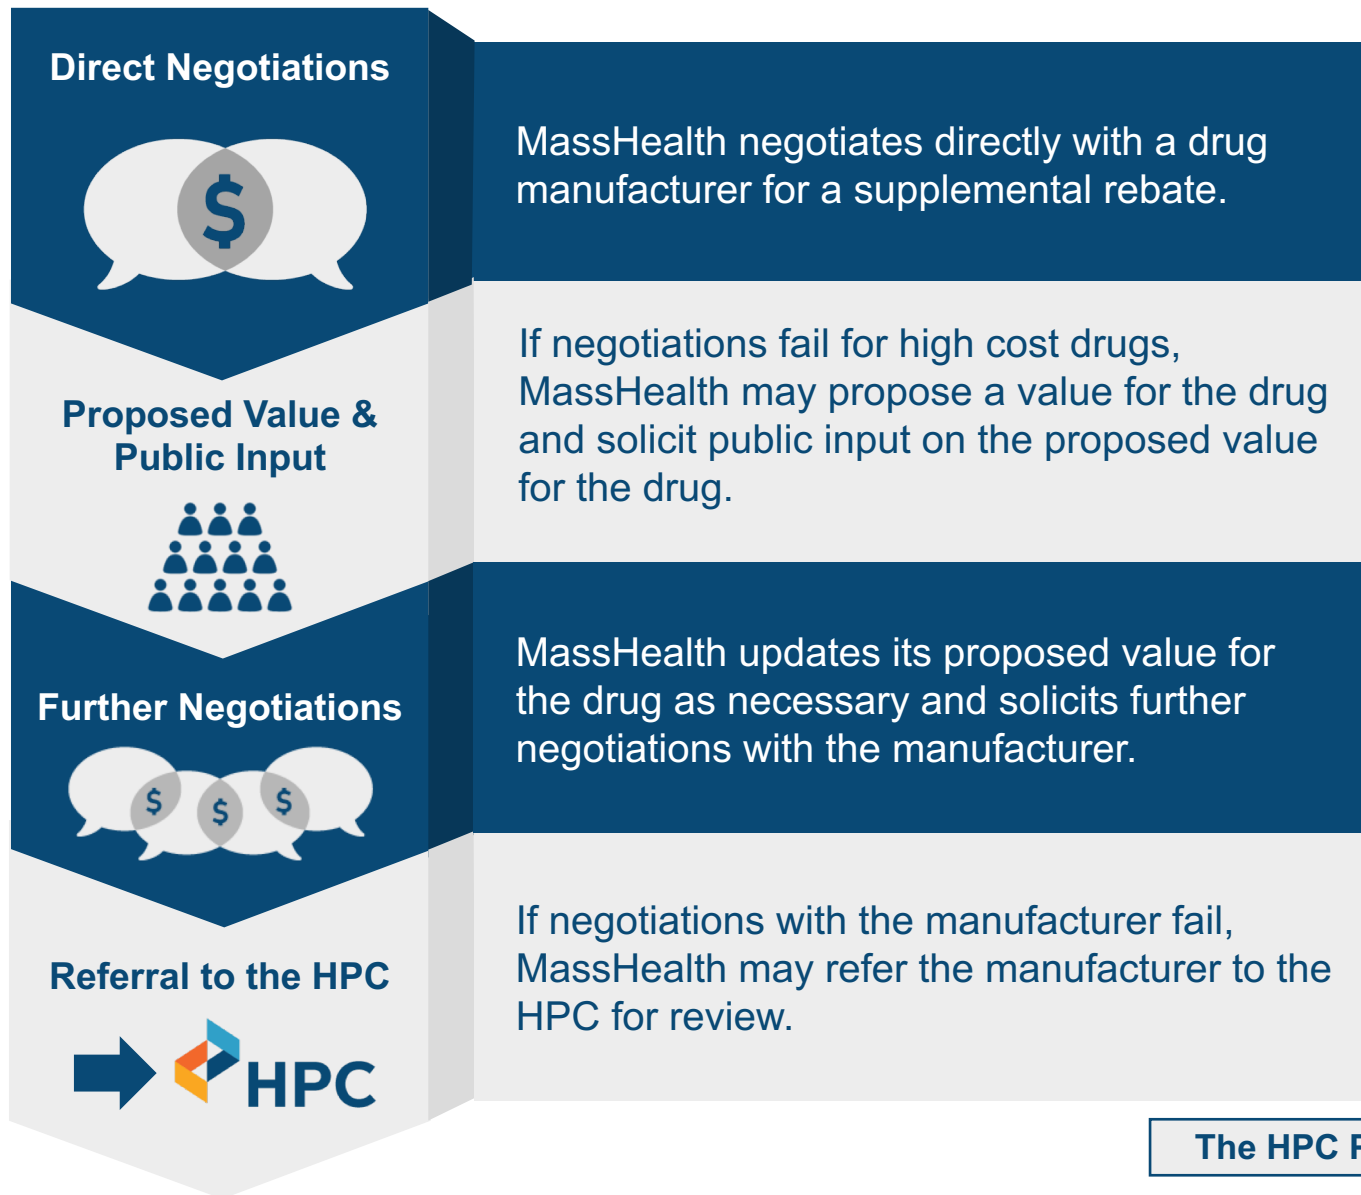 Direct Negotiations
$
MassHealth negotiates directly with a drug
manufacturer for a supplemental rebate.
Proposed Value &
Public Input
If negotiations fail for high cost drugs,
MassHealth may propose a value for the drug
and solicit public input on the proposed value
for the drug.
Further Negotiations
$ $ $
MassHealth updates its proposed value for
the drug as necessary and solicits further
negotiations with the manufacturer.
Referral to the HPC
HPC
If negotiations with the manufacturer fail,
MassHealth may refer the manufacturer to the
HPC for review.
The HPC